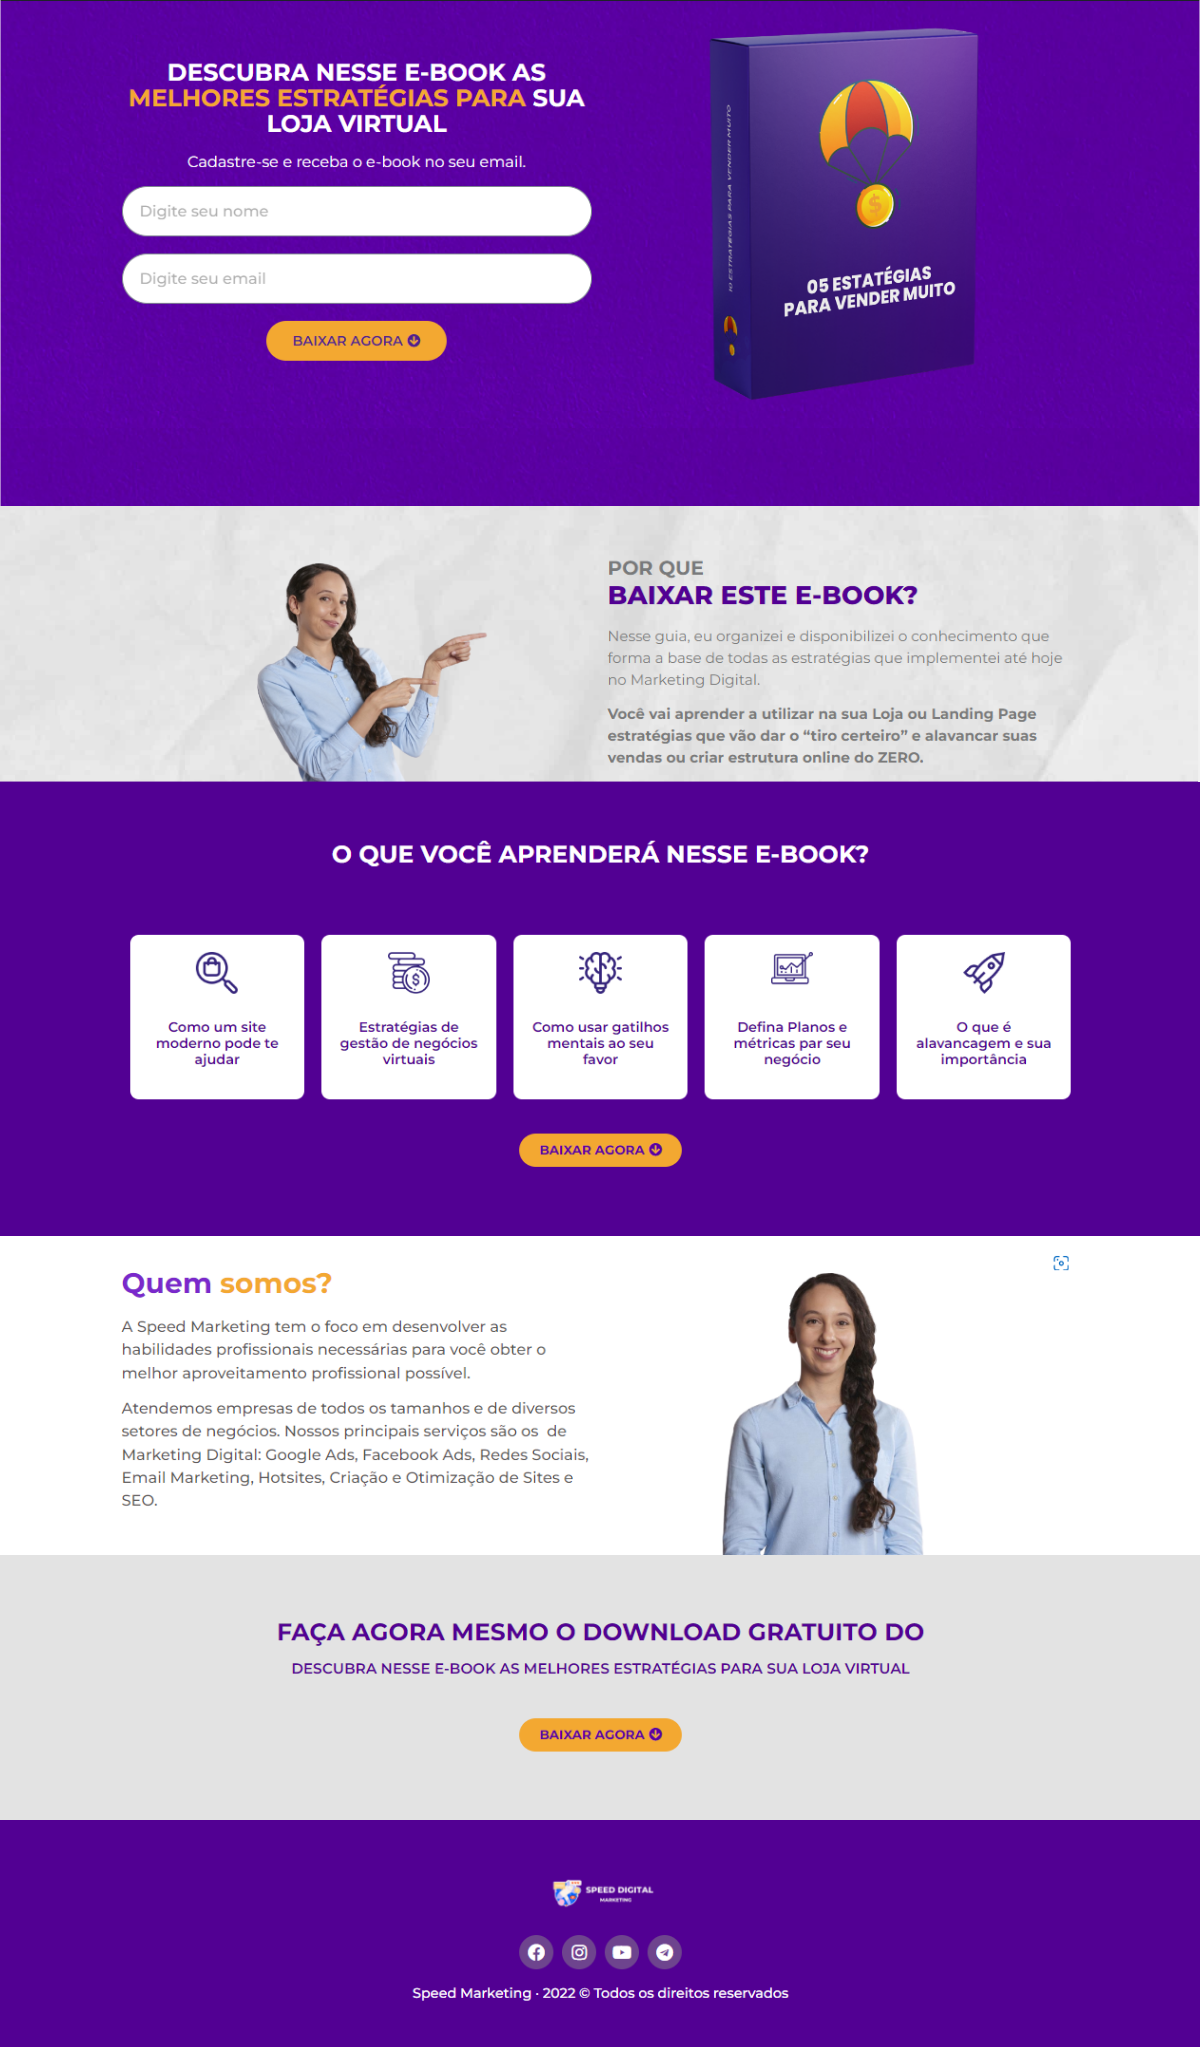 DESCUBRA NESSE E-BOOK AS
MELHORES ESTRATÉGIAS PARA SUA
LOJA VIRTUAL
Cadastre-se e receba o e-book no seu email.
Digite seu nome
Digite seu email
BAIXAR AGORA
10 ESTRATÉGIAS PARA VENDER MUITO
05 ESTATÉGIAS
PARA VENDER MUITO
POR QUE
BAIXAR ESTE E-BOOK?
Nesse guia, eu organizei e disponibilizei o conhecimento que
forma a base de todas as estratégias que implementei até hoje
no Marketing Digital.
Você vai aprender a utilizar na sua Loja ou Landing Page
estratégias que vão dar o “tiro certeiro” e alavancar suas
vendas ou criar estrutura online do ZERO.
O QUE VOCÊ APRENDERÁ NESSE E-BOOK?
Como um site
moderno pode te
ajudar
Estratégias de
gestão de negócios
virtuais
Como usar gatilhos
mentais ao seu
favor
Defina Planos e
métricas par seu
negócio
O que é
alavancagem e sua
importância
BAIXAR AGORA
Quem somos?
A Speed Marketing tem o foco em desenvolver as
habilidades profissionais necessárias para você obter o
melhor aproveitamento profissional possível.
Atendemos empresas de todos os tamanhos e de diversos
setores de negócios. Nossos principais serviços são os  de
Marketing Digital: Google Ads, Facebook Ads, Redes Sociais,
Email Marketing, Hotsites, Criação e Otimização de Sites e
SEO.
FAÇA AGORA MESMO O DOWNLOAD GRATUITO DO
DESCUBRA NESSE E-BOOK AS MELHORES ESTRATÉGIAS PARA SUA LOJA VIRTUAL
BAIXAR AGORA
SPEED DIGITAL
MARKETING
Speed Marketing · 2022 © Todos os direitos reservados